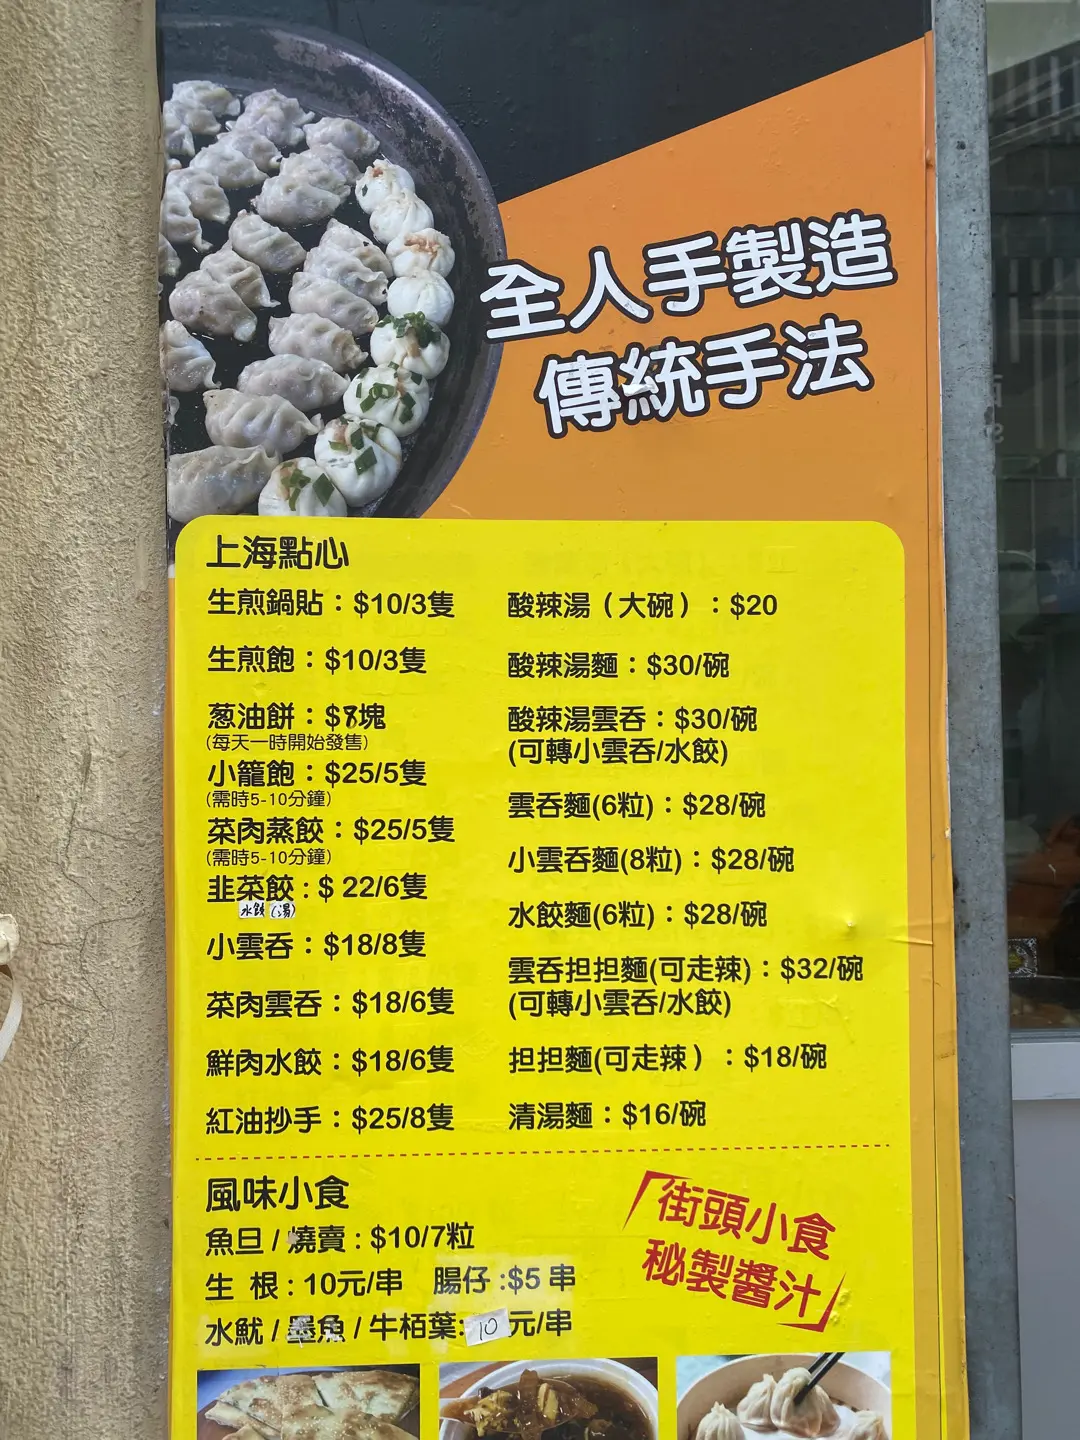 全人手製造
傳統手法
上海點心
生煎鍋貼：$10/3隻
生煎飽：$10/3隻
葱油餅：$8塊
(每天一時開始發售)
小籠飽：$25/5隻
(需時5-10分鐘)
菜肉蒸餃：$25/5隻
(需時5-10分鐘)
韭菜餃：$ 22/6隻
水餃(湯)
小雲吞：$18/8隻
菜肉雲吞：$18/6隻
鮮肉水餃：$18/6隻
紅油抄手：$25/8隻
酸辣湯（大碗）：$20
酸辣湯麵：$30/碗
酸辣湯雲吞：$30/碗
(可轉小雲吞/水餃)
雲吞麵(6粒)：$28/碗
小雲吞麵(8粒)：$28/碗
水餃麵(6粒)：$28/碗
雲吞担担麵(可走辣)：$32/碗
(可轉小雲吞/水餃)
担担麵(可走辣）：$18/碗
清湯麵：$16/碗
風味小食
魚旦 / 燒賣 : $10/7粒
生 根 : 10元/串 腸仔 :$5 串
水魷 / 墨魚 / 牛栢葉: 10 元/串
「街頭小食
秘製醬汁」